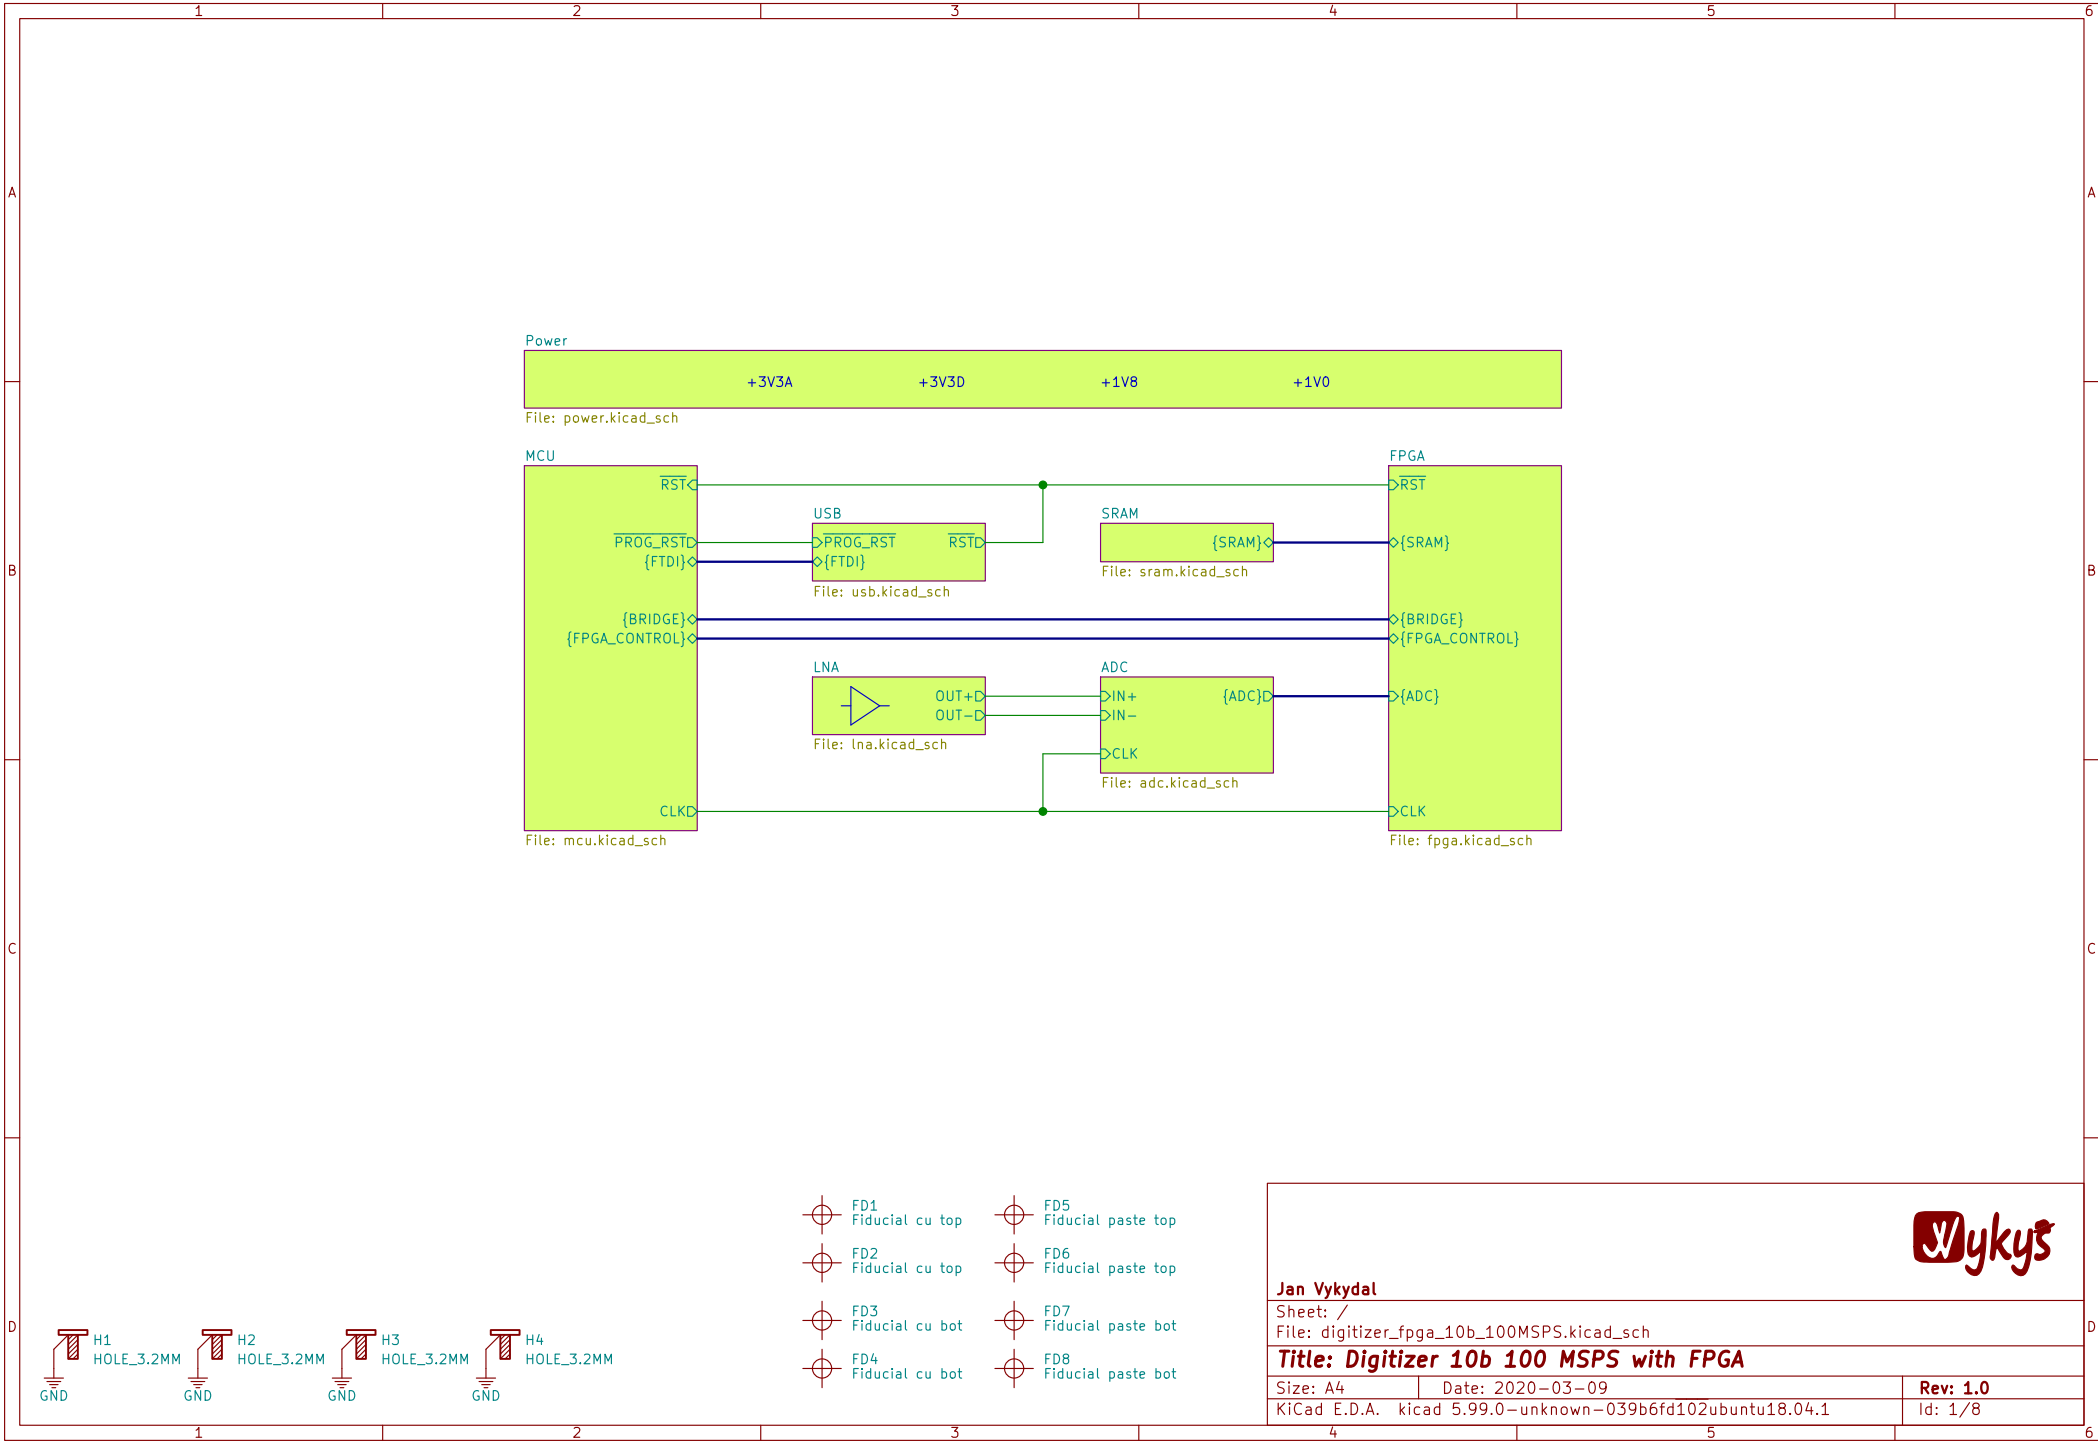 1 2 3 4 5 6
A A
Power
+3V3A +3V3D +1V8 +1V0
File: power.kicad_sch
MCU FPGA
RST RST
USB SRAM
PROG_RST PROG_RST RST {SRAM} {SRAM}
{FTDI} {FTDI}
B B
File: sram.kicad_sch
File: usb.kicad_sch
{BRIDGE} {BRIDGE}
{FPGA_CONTROL} {FPGA_CONTROL}
LNA ADC
OUT+ IN+ {ADC} {ADC}
OUT- IN-
File: lna.kicad_sch
CLK
File: adc.kicad_sch
CLK CLK
File: mcu.kicad_sch File: fpga.kicad_sch
C C
FD1 FD5
Fiducial cu top Fiducial paste top
FD2 FD6
Fiducial cu top Fiducial paste top
FD3 FD7
Fiducial cu bot Fiducial paste bot
FD4 FD8
Fiducial cu bot Fiducial paste bot
D D
H1 H2 H3 H4
HOLE_3.2MM HOLE_3.2MM HOLE_3.2MM HOLE_3.2MM
GND GND GND GND
Wykys
Jan Vykydal
Sheet: /
File: digitizer_fpga_10b_100MSPS.kicad_sch
Title: Digitizer 10b 100 MSPS with FPGA
Size: A4 Date: 2020-03-09 Rev: 1.0
KiCad E.D.A. kicad 5.99.0-unknown-039b6fd102ubuntu18.04.1 Id: 1/8
1 2 3 4 5 6